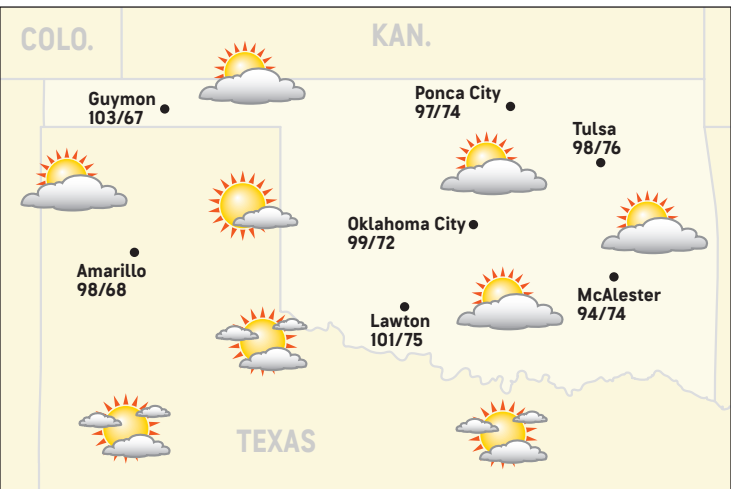 COLO.
KAN.
Guymon
103/67
Ponca City
97/74
Tulsa
98/76
Oklahoma City
99/72
Amarillo
98/68
McAlester
94/74
Lawton
101/75
TEXAS